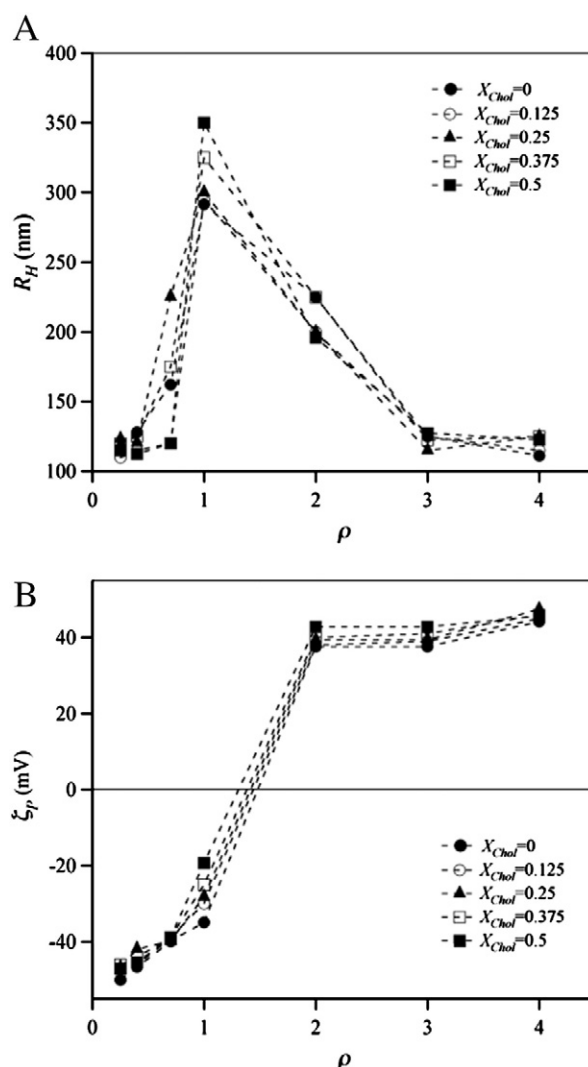 A
400
350
300
250
200
150
100
R_H (nm)
X_Chol=0
X_Chol=0.125
X_Chol=0.25
X_Chol=0.375
X_Chol=0.5
0 1 2 3 4
ρ
B
40
20
0
-20
-40
ζ_P (mV)
X_Chol=0
X_Chol=0.125
X_Chol=0.25
X_Chol=0.375
X_Chol=0.5
0 1 2 3 4
ρ